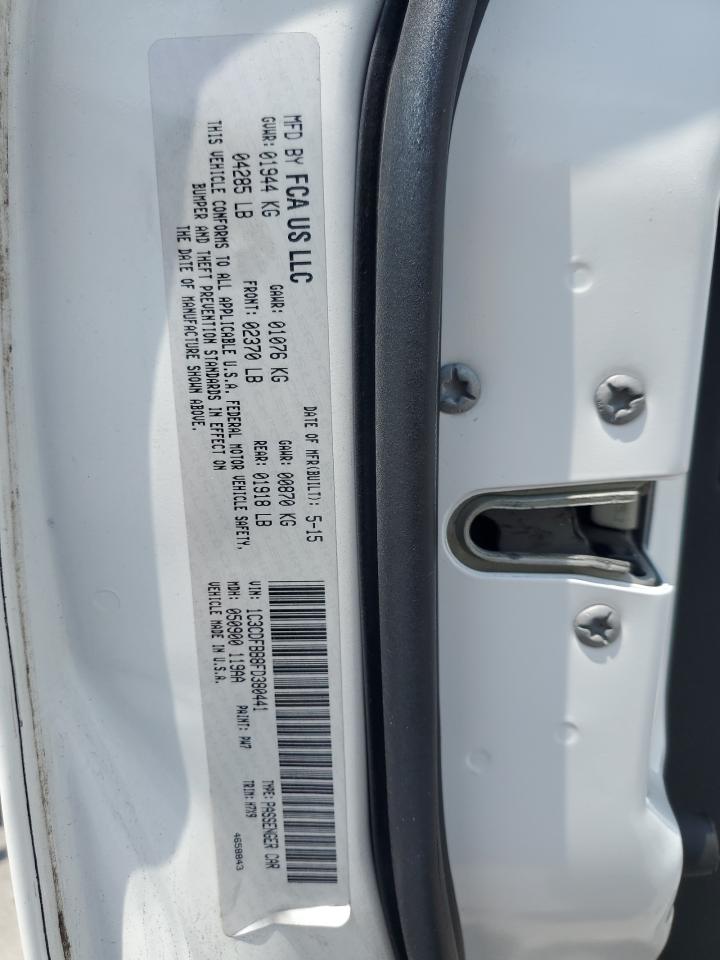 MFD BY FCA US LLC
DATE OF MFR(BUILT): 5-15
GVWR: 01944 KG
GAWR: 01076 KG
GAWR: 00870 KG
04285 LB
FRONT: 02370 LB
REAR: 01918 LB
THIS VEHICLE CONFORMS TO ALL APPLICABLE U.S.A. FEDERAL MOTOR VEHICLE SAFETY,
BUMPER AND THEFT PREVENTION STANDARDS IN EFFECT ON
THE DATE OF MANUFACTURE SHOWN ABOVE.
VIN: 1C3CDFBB8FD380441
TYPE: PASSENGER CAR
MDH: 050900 119AA
PAINT: PW7
TRIM: H7X9
VEHICLE MADE IN U.S.A.
4658843